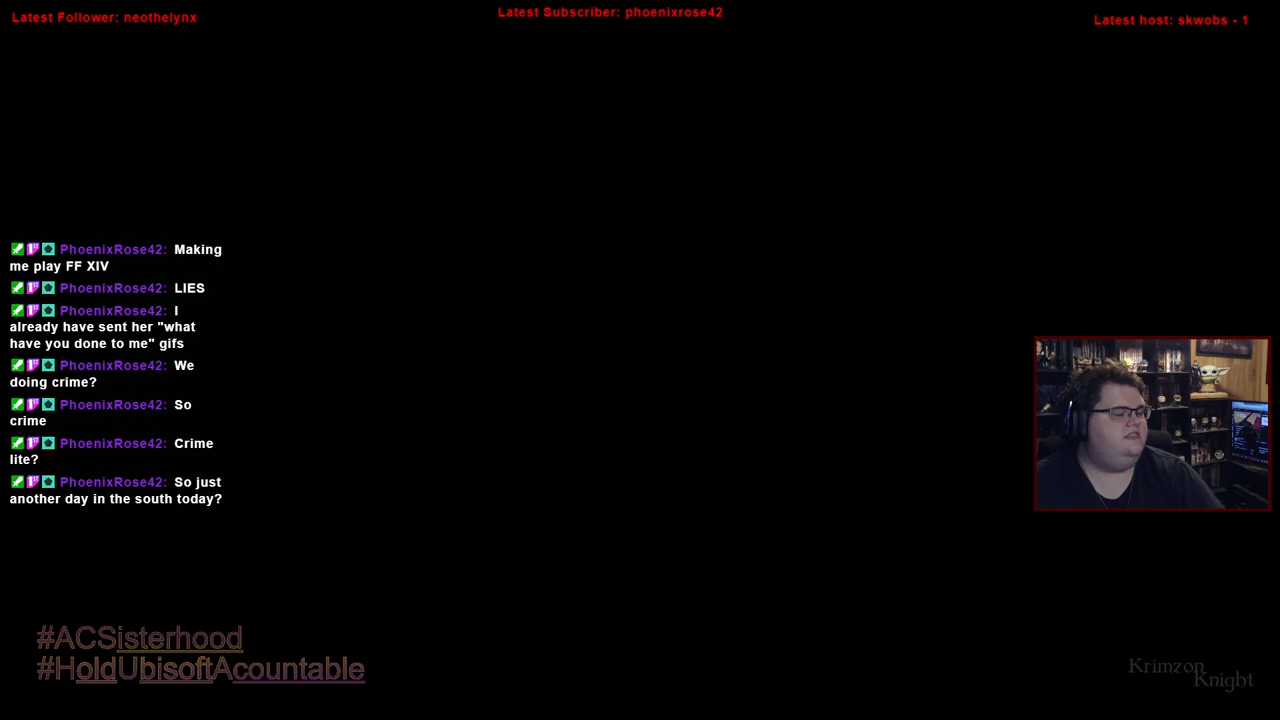 Latest Follower: neothelynx
Latest Subscriber: phoenixrose42
Latest host: skwobs - 1
PhoenixRose42: Making
me play FF XIV
PhoenixRose42: LIES
PhoenixRose42: I
already have sent her "what
have you done to me" gifs
PhoenixRose42: We
doing crime?
PhoenixRose42: So
crime
PhoenixRose42: Crime
lite?
PhoenixRose42: So just
another day in the south today?
#ACSisterhood
#HoldUbisoftAcountable
Krimzon
Knight